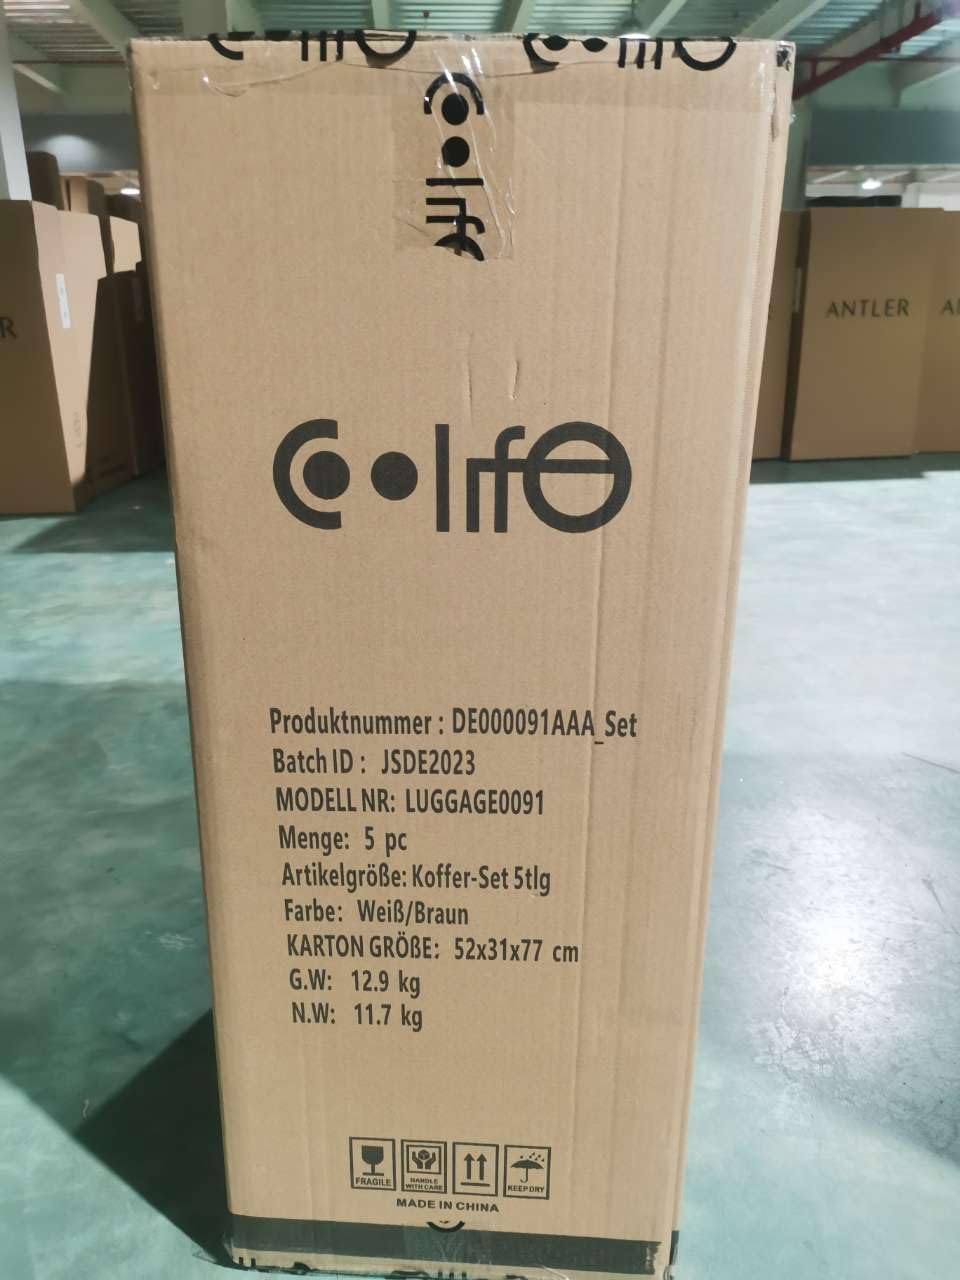 Coolife
ANTLER
R
Coolife
Produktnummer : DE000091AAA_Set
Batch ID : JSDE2023
MODELL NR: LUGGAGE0091
Menge: 5 pc
Artikelgröße: Koffer-Set 5tlg
Farbe: Weiß/Braun
KARTON GRÖßE: 52x31x77 cm
G.W: 12.9 kg
N.W: 11.7 kg
FRAGILE
HANDLE WITH CARE
KEEP DRY
MADE IN CHINA